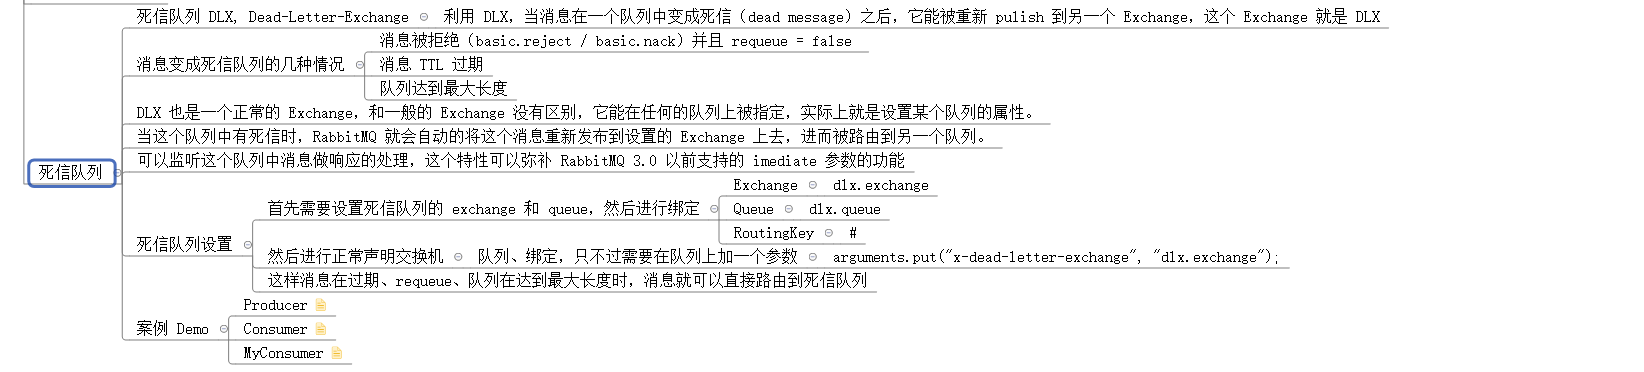 死信队列 DLX, Dead-Letter-Exchange 利用 DLX，当消息在一个队列中变成死信（dead message）之后，它能被重新 pulish 到另一个 Exchange，这个 Exchange 就是 DLX
消息变成死信队列的几种情况
消息被拒绝（basic.reject / basic.nack）并且 requeue = false
消息 TTL 过期
队列达到最大长度
DLX 也是一个正常的 Exchange，和一般的 Exchange 没有区别，它能在任何的队列上被指定，实际上就是设置某个队列的属性。
当这个队列中有死信时，RabbitMQ 就会自动的将这个消息重新发布到设置的 Exchange 上去，进而被路由到另一个队列。
可以监听这个队列中消息做响应的处理，这个特性可以弥补 RabbitMQ 3.0 以前支持的 imediate 参数的功能
死信队列
死信队列设置
首先需要设置死信队列的 exchange 和 queue，然后进行绑定
Exchange dlx.exchange
Queue dlx.queue
RoutingKey #
然后进行正常声明交换机 队列、绑定，只不过需要在队列上加一个参数 arguments.put("x-dead-letter-exchange", "dlx.exchange");
这样消息在过期、requeue、队列在达到最大长度时，消息就可以直接路由到死信队列
案例 Demo
Producer
Consumer
MyConsumer